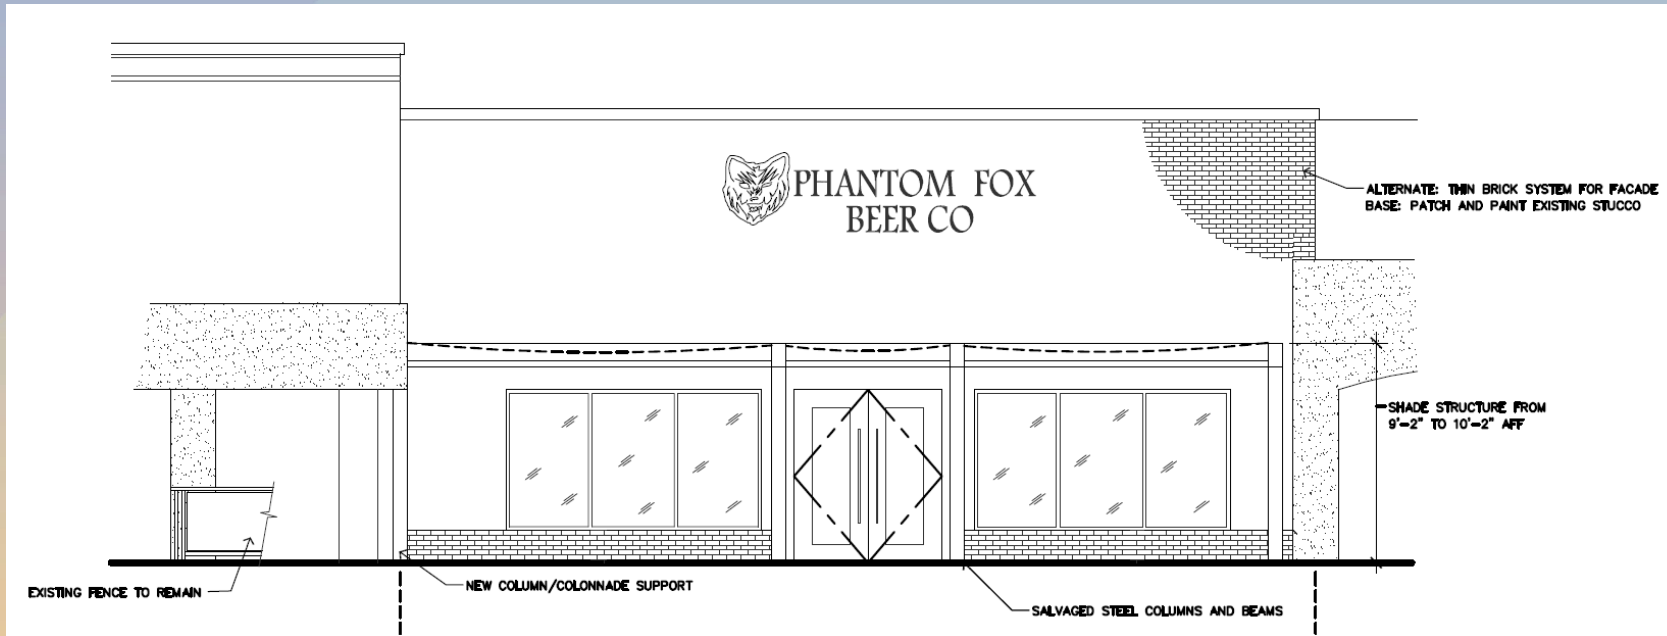 PHANTOM FOX
BEER CO
ALTERNATE: THIN BRICK SYSTEM FOR FACADE
BASE: PATCH AND PAINT EXISTING STUCCO
SHADE STRUCTURE FROM
9'-2" TO 10'-2" AFF
EXISTING FENCE TO REMAIN
NEW COLUMN/COLONNADE SUPPORT
SALVAGED STEEL COLUMNS AND BEAMS